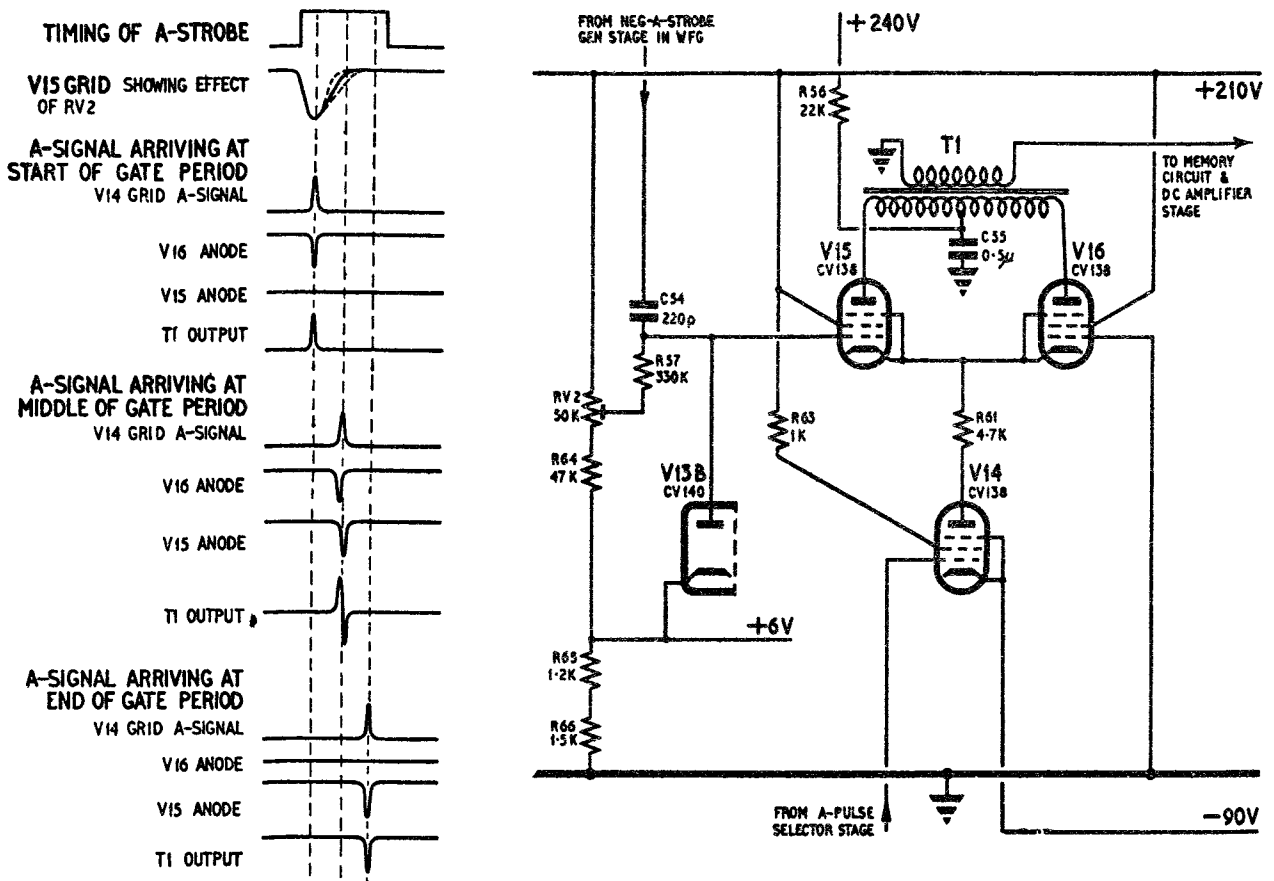 TIMING OF A-STROBE
V15 GRID SHOWING EFFECT
OF RV2
A-SIGNAL ARRIVING AT
START OF GATE PERIOD
V14 GRID A-SIGNAL
V16 ANODE
V15 ANODE
T1 OUTPUT
A-SIGNAL ARRIVING AT
MIDDLE OF GATE PERIOD
V14 GRID A-SIGNAL
V16 ANODE
V15 ANODE
T1 OUTPUT
A-SIGNAL ARRIVING AT
END OF GATE PERIOD
V14 GRID A-SIGNAL
V16 ANODE
V15 ANODE
T1 OUTPUT
FROM NEG-A-STROBE
GEN STAGE IN WFG
+240V
+210V
R56
22K
T1
TO MEMORY
CIRCUIT &
DC AMPLIFIER
STAGE
C55
0·5µ
V15
CV138
V16
CV138
C54
220p
R57
330K
RV2
50K
R64
47K
R63
1K
R61
4·7K
V13B
CV140
V14
CV138
+6V
R65
1·2K
R66
1·5K
FROM A-PULSE
SELECTOR STAGE
-90V